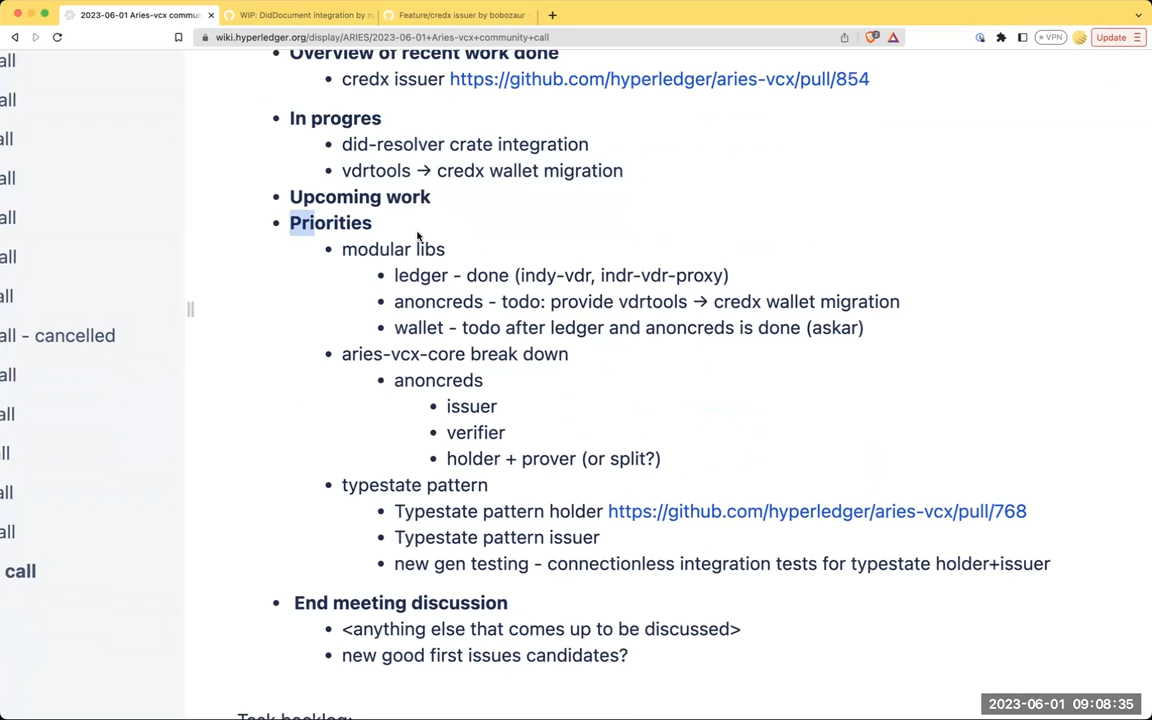 2023-06-01 Aries-vcx commun
WIP: DidDocument integration by
Feature/credx issuer by bobozaur
wiki.hyperledger.org/display/ARIES/2023-06-01+Aries-vcx+community+call
VPN
Update
all
all
all
all
all
all
all
all - cancelled
all
all
all
all
all
call
Overview of recent work done
credx issuer https://github.com/hyperledger/aries-vcx/pull/854
In progres
did-resolver crate integration
vdrtools → credx wallet migration
Upcoming work
Priorities
modular libs
ledger - done (indy-vdr, indr-vdr-proxy)
anoncreds - todo: provide vdrtools → credx wallet migration
wallet - todo after ledger and anoncreds is done (askar)
aries-vcx-core break down
anoncreds
issuer
verifier
holder + prover (or split?)
typestate pattern
Typestate pattern holder https://github.com/hyperledger/aries-vcx/pull/768
Typestate pattern issuer
new gen testing - connectionless integration tests for typestate holder+issuer
End meeting discussion
<anything else that comes up to be discussed>
new good first issues candidates?
Task backlog:
2023-06-01 09:08:35